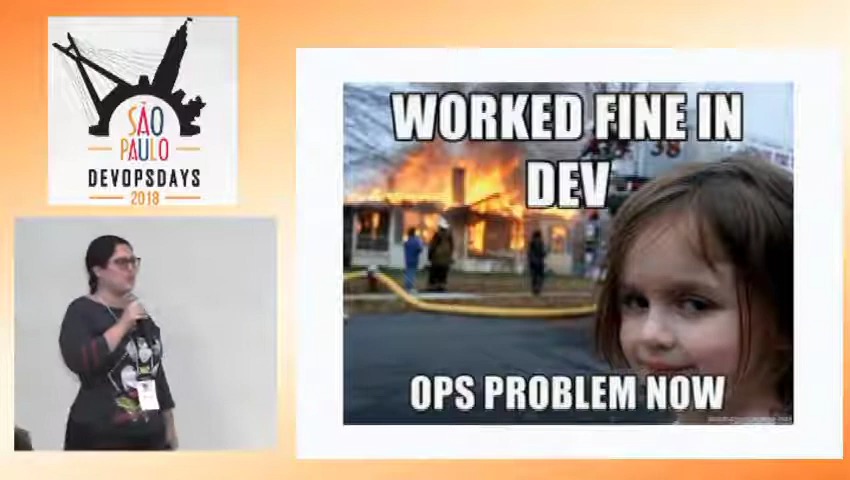 SÃO
PAULO
DEVOPSDAYS
2018
WORKED FINE IN
DEV
OPS PROBLEM NOW